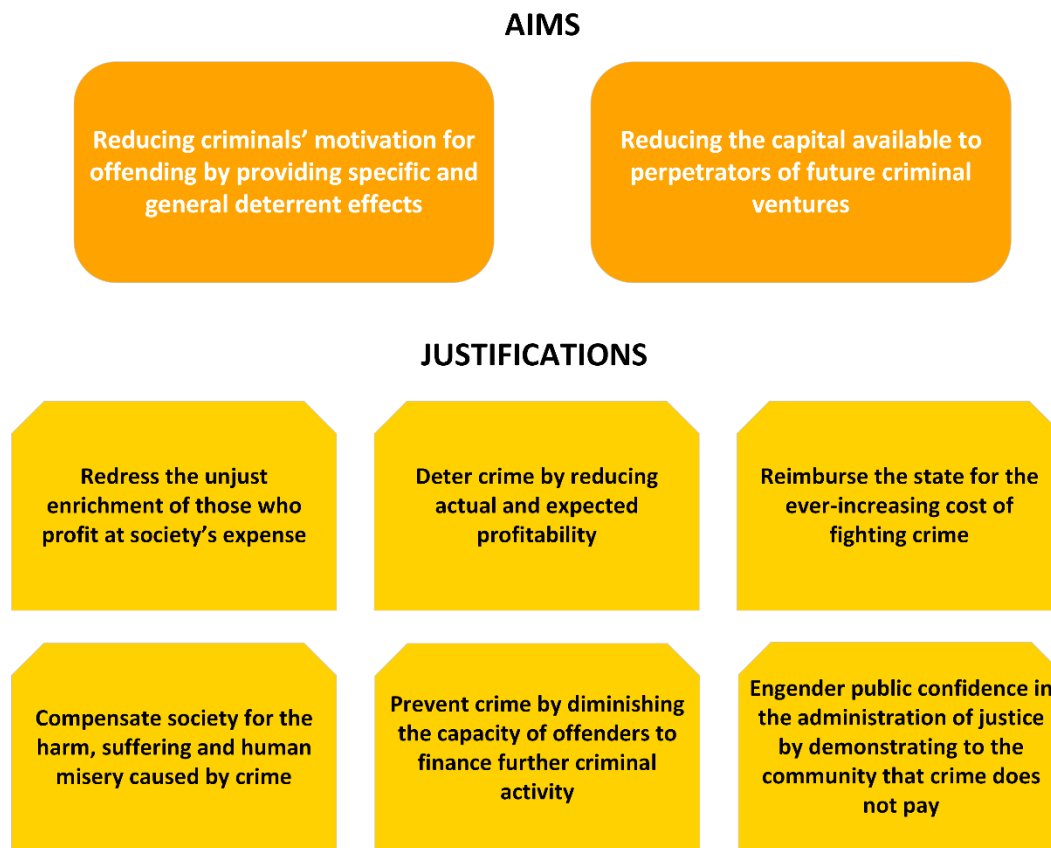 AIMS
Reducing criminals’ motivation for
offending by providing specific and
general deterrent effects
Reducing the capital available to
perpetrators of future criminal
ventures
JUSTIFICATIONS
Redress the unjust
enrichment of those who
profit at society’s expense
Deter crime by reducing
actual and expected
profitability
Reimburse the state for the
ever-increasing cost of
fighting crime
Compensate society for the
harm, suffering and human
misery caused by crime
Prevent crime by diminishing
the capacity of offenders to
finance further criminal
activity
Engender public confidence in
the administration of justice
by demonstrating to the
community that crime does
not pay